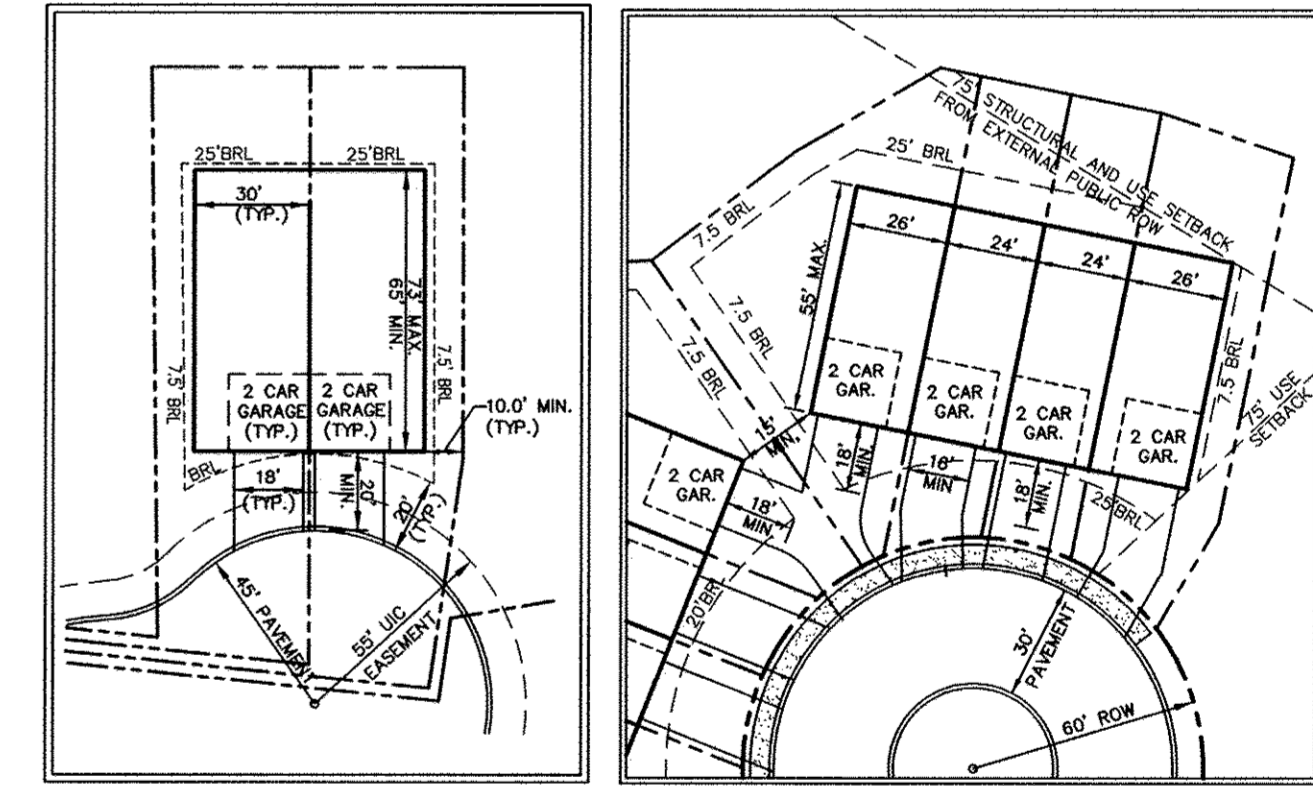 25'BRL
25'BRL
30'
(TYP.)
73' MAX.
65' MIN.
7.5 BRL
7.5' BRL
2 CAR
GARAGE
(TYP.)
2 CAR
GARAGE
(TYP.)
10.0' MIN.
(TYP.)
BRL
18'
(TYP.)
20'
MIN.
20'
(TYP.)
45' PAVEMENT
55' UIC
EASEMENT
75' STRUCTURAL AND USE SETBACK
FROM EXTERNAL PUBLIC ROW
25' BRL
7.5 BRL
26'
24'
24'
26'
55' MAX.
7.5 BRL
7.5 BRL
7.5 BRL
75' USE
SETBACK
2 CAR
GAR.
2 CAR
GAR.
2 CAR
GAR.
2 CAR
GAR.
15'
MIN.
2 CAR
GAR.
18'
MIN
18'
MIN
16'
MIN
18'
MIN.
25'BRL
20'BRL
30'
PAVEMENT
60' ROW